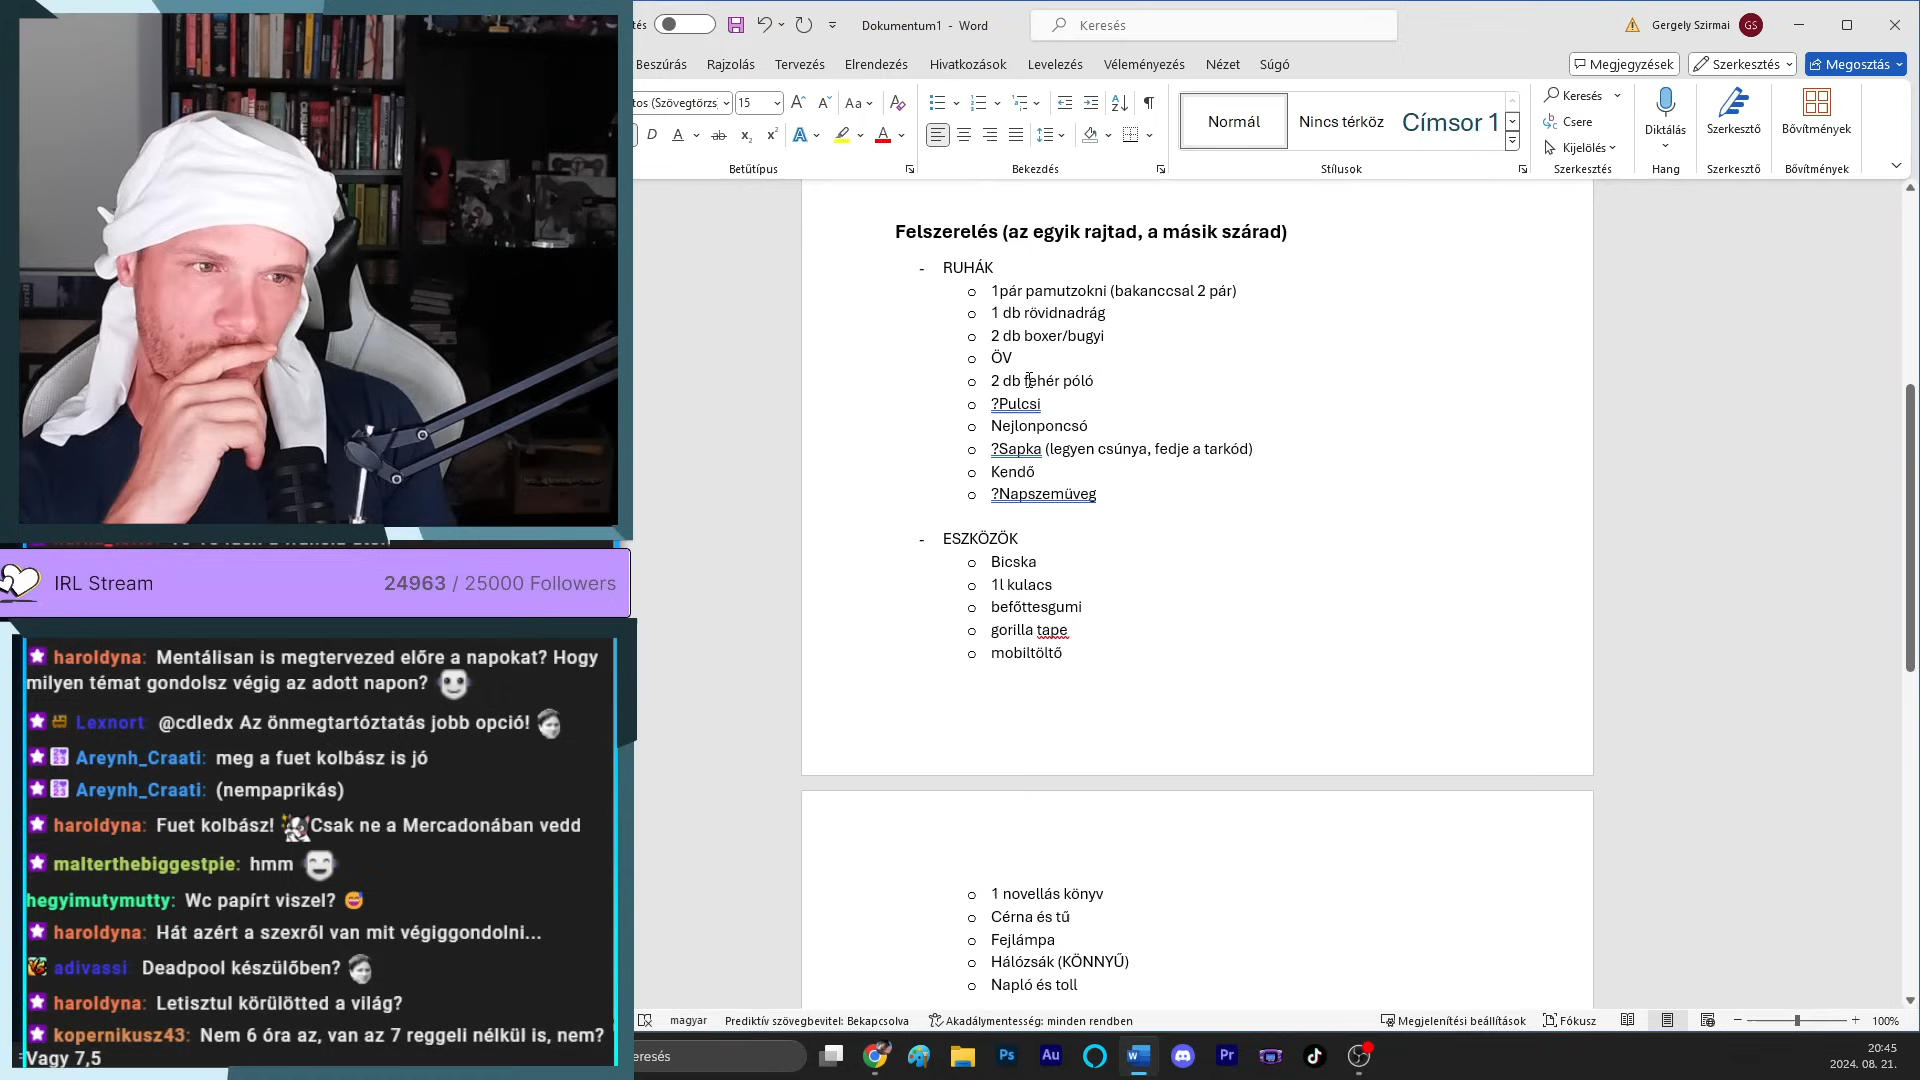 tés
Dokumentum1 - Word
Keresés
Gergely Szirmai
GS
Beszúrás
Rajzolás
Tervezés
Elrendezés
Hivatkozások
Levelezés
Véleményezés
Nézet
Súgó
Megjegyzések
Szerkesztés
Megosztás
tos (Szövegtörzs
15
Normál
Nincs térköz
Címsor 1
Keresés
Csere
Kijelölés
Diktálás
Szerkesztő
Bővítmények
Betűtípus
Bekezdés
Stílusok
Szerkesztés
Hang
Szerkesztő
Bővítmények
Felszerelés (az egyik rajtad, a másik szárad)
- RUHÁK
o 1pár pamutzokni (bakanccsal 2 pár)
o 1 db rövidnadrág
o 2 db boxer/bugyi
o ÖV
o 2 db fehér póló
o ?Pulcsi
o Nejlonponcsó
o ?Sapka (legyen csúnya, fedje a tarkód)
o Kendő
o ?Napszemüveg
- ESZKÖZÖK
o Bicska
o 1l kulacs
o befőttesgumi
o gorilla tape
o mobiltöltő
o 1 novellás könyv
o Cérna és tű
o Fejlámpa
o Hálózsák (KÖNNYŰ)
o Napló és toll
IRL Stream
24963 / 25000 Followers
haroldyna: Mentálisan is megtervezed előre a napokat? Hogy
milyen témat gondolsz végig az adott napon?
Lexnort: @cdledx Az önmegtartóztatás jobb opció!
Areynh_Craati: meg a fuet kolbász is jó
Areynh_Craati: (nempaprikás)
haroldyna: Fuet kolbász! Csak ne a Mercadonában vedd
malterthebiggestpie: hmm
hegyimutymutty: Wc papírt viszel?
haroldyna: Hát azért a szexről van mit végiggondolni...
adivassi: Deadpool készülőben?
haroldyna: Letisztul körülötted a világ?
kopernikusz43: Nem 6 óra az, van az 7 reggeli nélkül is, nem?
Vagy 7,5
magyar
Prediktív szövegbevitel: Bekapcsolva
Akadálymentesség: minden rendben
Megjelenítési beállítások
Fókusz
100%
eresés
20:45
2024. 08. 21.